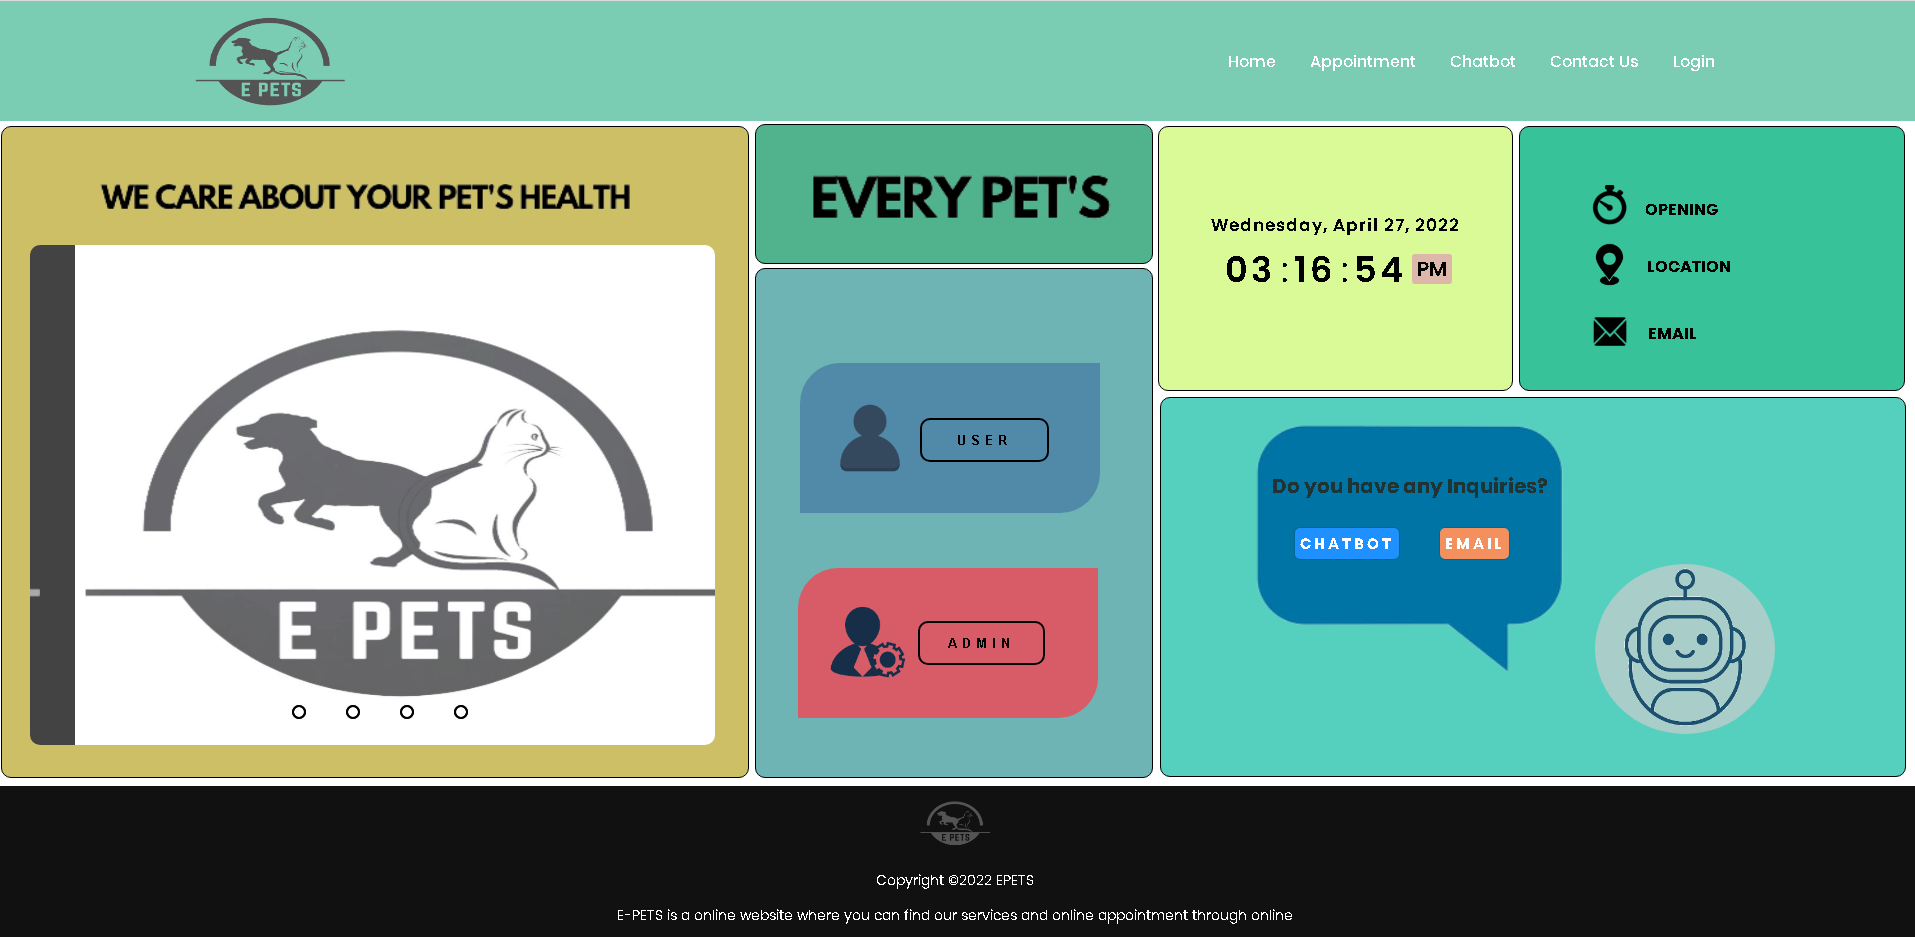 E PETS
Home Appointment Chatbot Contact Us Login
WE CARE ABOUT YOUR PET'S HEALTH
E PETS
EVERY PET'S
USER
ADMIN
Wednesday, April 27, 2022
03 : 16 : 54 PM
OPENING
LOCATION
EMAIL
Do you have any Inquiries?
CHATBOT EMAIL
E PETS
Copyright ©2022 EPETS
E-PETS is a online website where you can find our services and online appointment through online